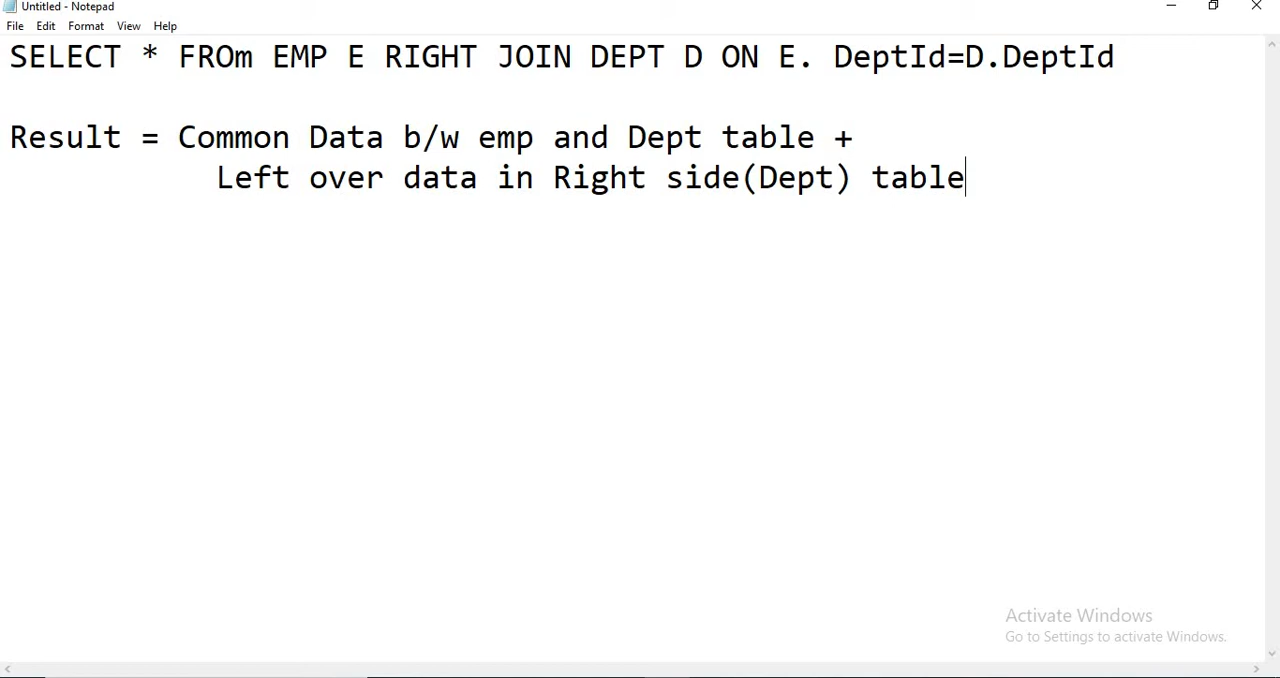 Untitled - Notepad
File Edit Format View Help
SELECT * FROm EMP E RIGHT JOIN DEPT D ON E. DeptId=D.DeptId
Result = Common Data b/w emp and Dept table +
Left over data in Right side(Dept) table
Activate Windows
Go to Settings to activate Windows.